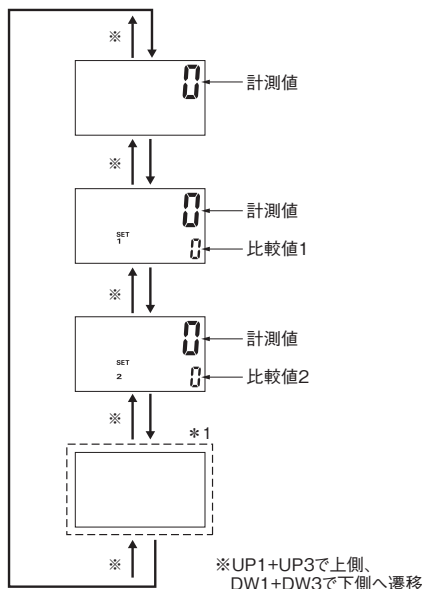 ※
0 計測値
※
0 計測値
SET
1 0 比較値1
※
0 計測値
SET
2 0 比較値2
※
＊1
※
※UP1+UP3で上側、
DW1+DW3で下側へ遷移